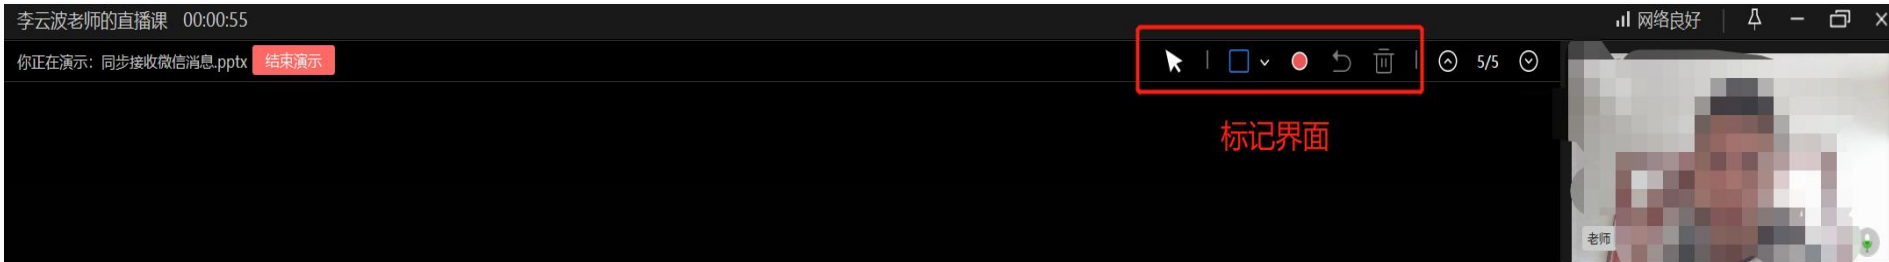 李云波老师的直播课 00:00:55
网络良好
你正在演示：同步接收微信消息.pptx 结束演示
5/5
标记界面
老师